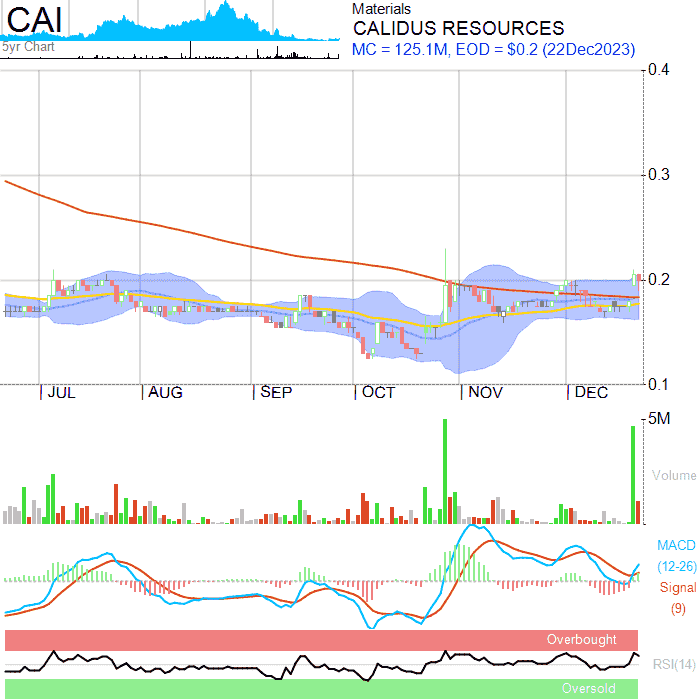 CAI
5yr Chart
Materials
CALIDUS RESOURCES
MC = 125.1M, EOD = $0.2 (22Dec2023)
0.4
0.3
0.2
0.1
JUL AUG SEP OCT NOV DEC
5M
Volume
MACD
(12-26)
Signal
(9)
Overbought
RSI(14)
Oversold